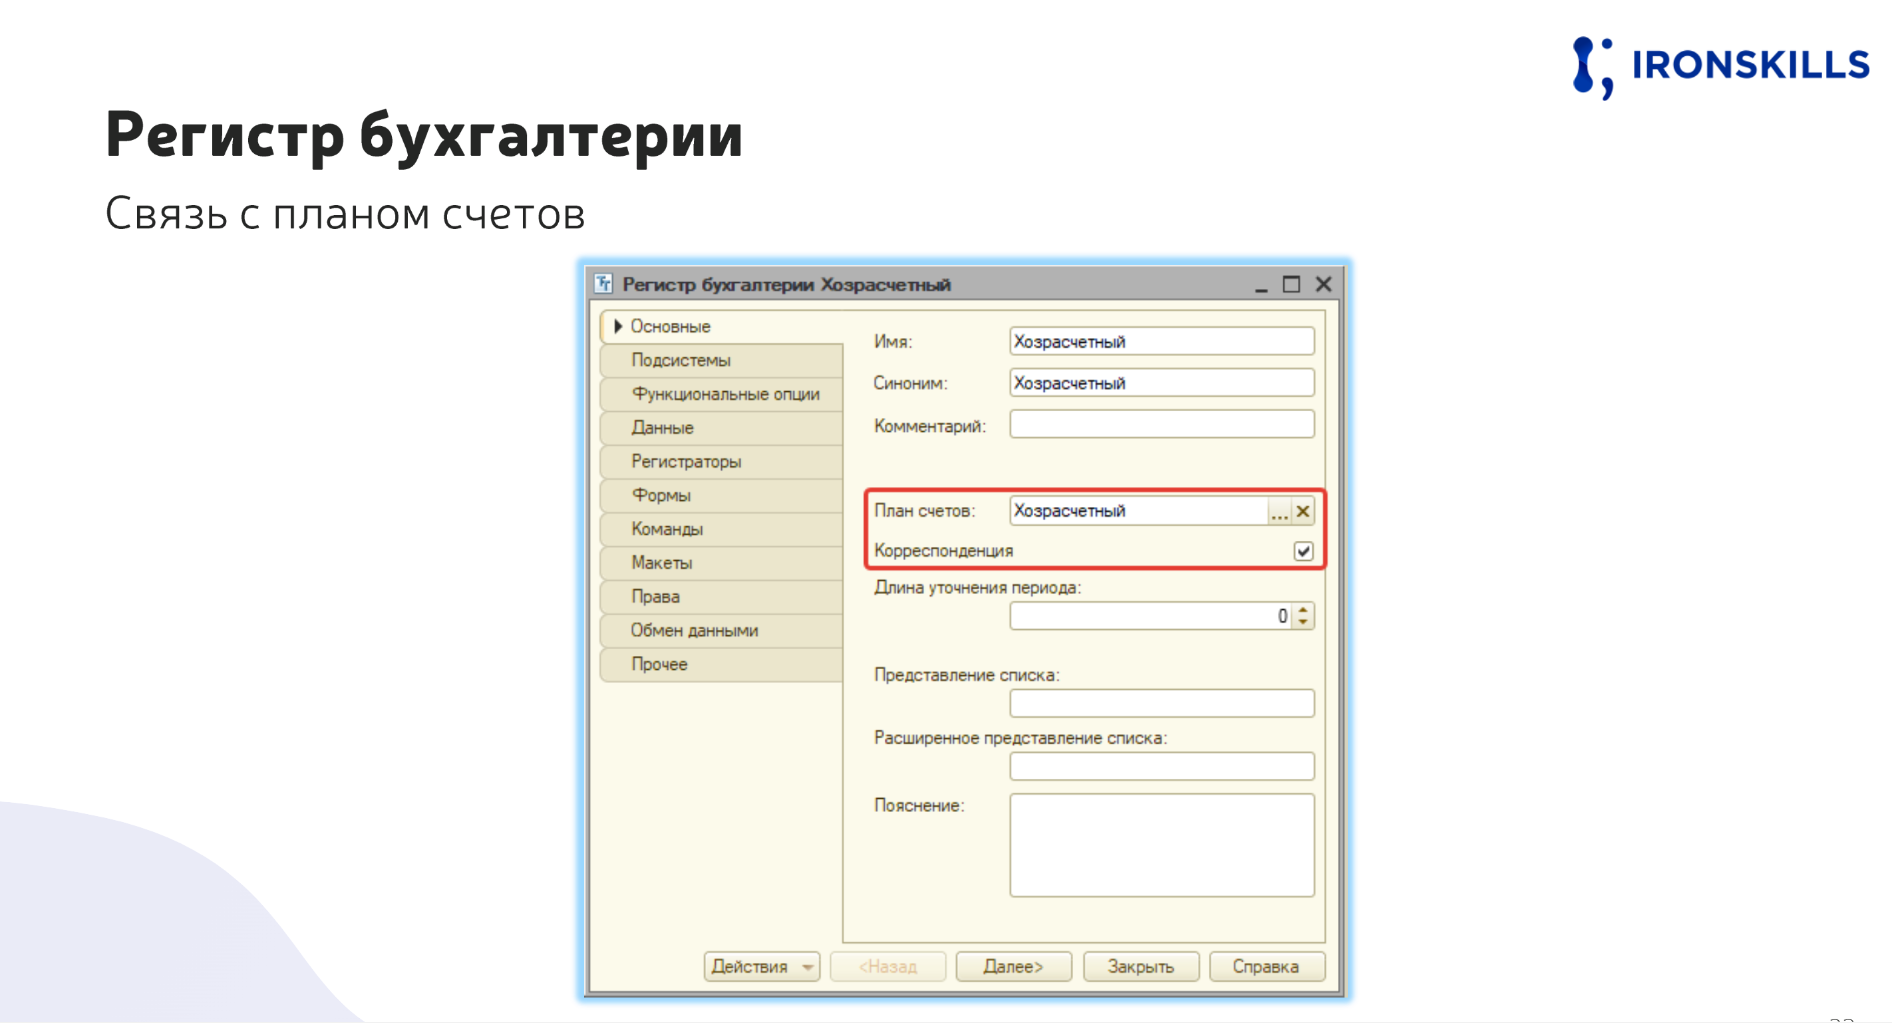 IRONSKILLS
Регистр бухгалтерии
Связь с планом счетов
Регистр бухгалтерии Хозрасчетный
Основные
Подсистемы
Функциональные опции
Данные
Регистраторы
Формы
Команды
Макеты
Права
Обмен данными
Прочее
Имя: Хозрасчетный
Синоним: Хозрасчетный
Комментарий:
План счетов: Хозрасчетный ...
Корреспонденция
Длина уточнения периода:
0
Представление списка:
Расширенное представление списка:
Пояснение:
Действия <Назад Далее> Закрыть Справка